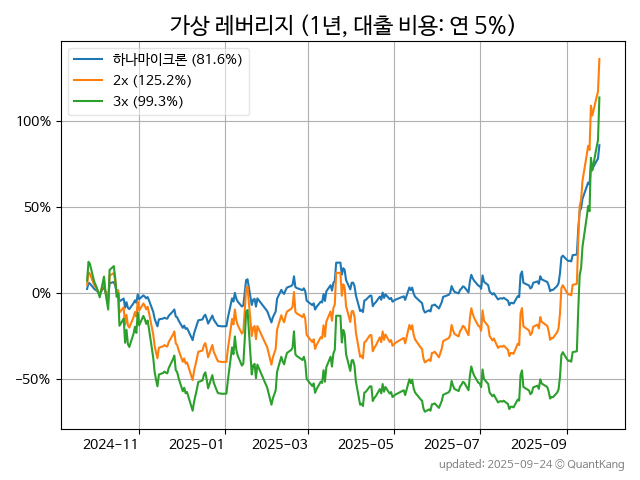 가상 레버리지 (1년, 대출 비용: 연 5%)
하나마이크론 (81.6%)
2x (125.2%)
3x (99.3%)
100%
50%
0%
−50%
2024-11 2025-01 2025-03 2025-05 2025-07 2025-09
updated: 2025-09-24 © QuantKang